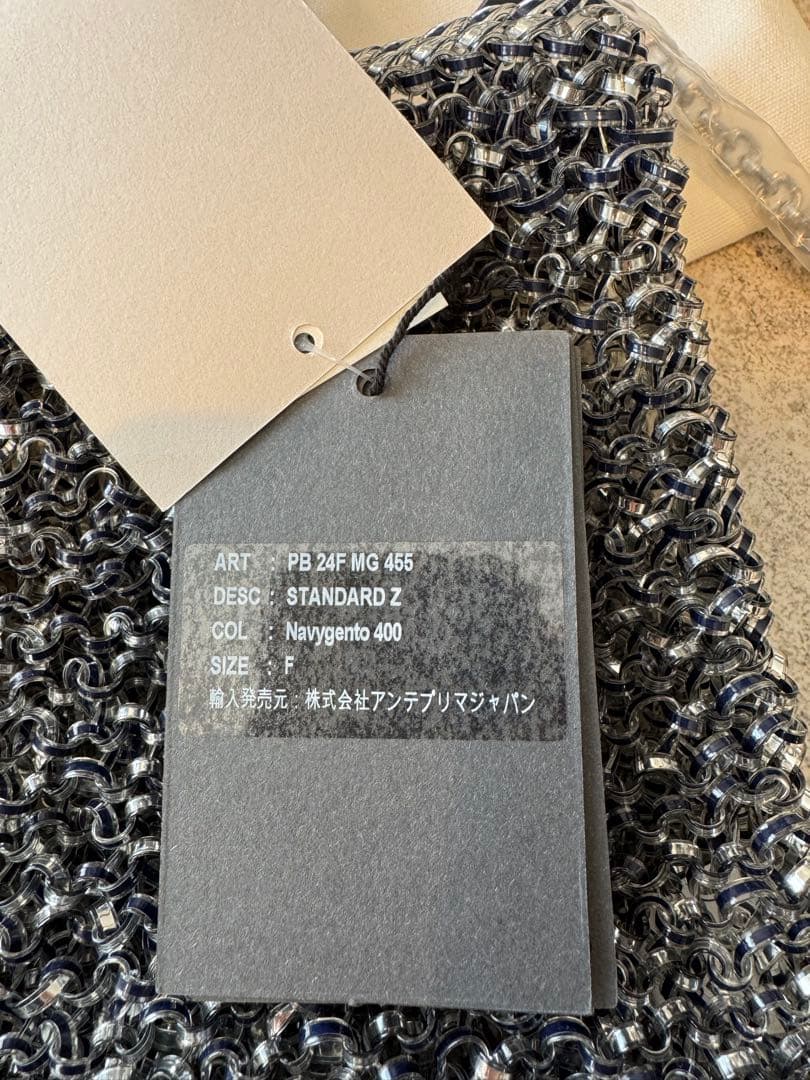 ART : PB 24F MG 455
DESC : STANDARD Z
COL : Navygento 400
SIZE : F
輸入発売元 : 株式会社アンテプリマジャパン